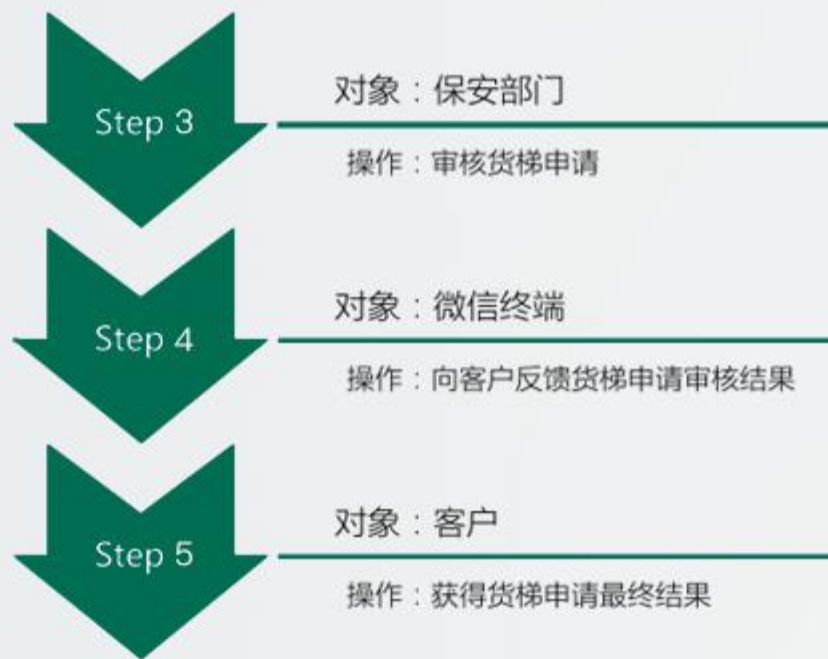 Step 3
对象：保安部门
操作：审核货梯申请
Step 4
对象：微信终端
操作：向客户反馈货梯申请审核结果
Step 5
对象：客户
操作：获得货梯申请最终结果